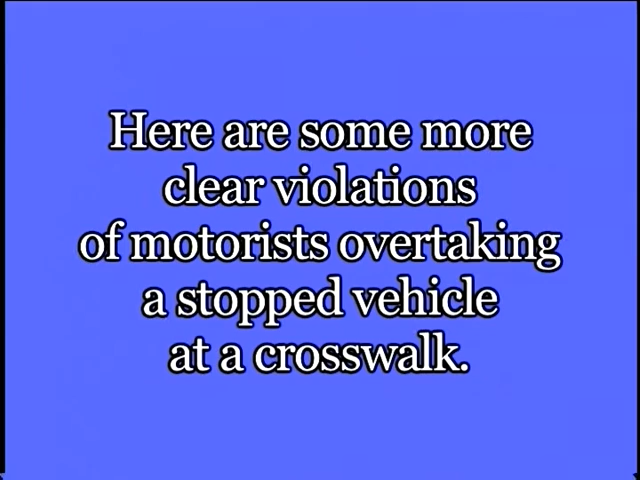 Here are some more
clear violations
of motorists overtaking
a stopped vehicle
at a crosswalk.